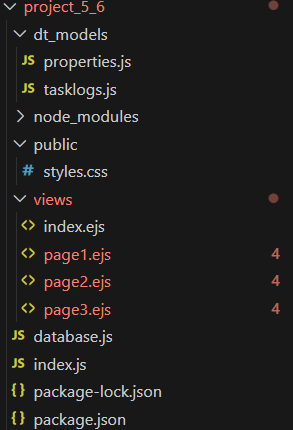 project_5_6
dt_models
JS properties.js
JS tasklogs.js
node_modules
public
# styles.css
views
<> index.ejs
<> page1.ejs 4
<> page2.ejs 4
<> page3.ejs 4
JS database.js
JS index.js
{} package-lock.json
{} package.json